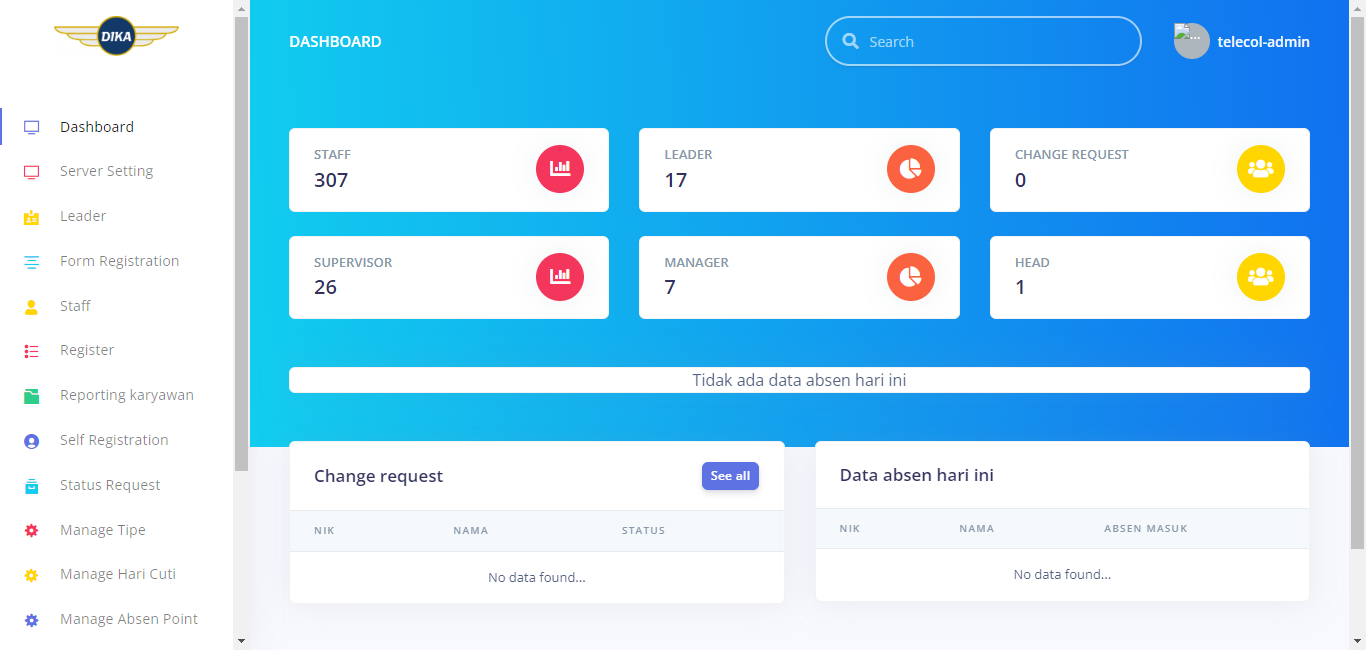 DIKA
Dashboard
Server Setting
Leader
Form Registration
Staff
Register
Reporting karyawan
Self Registration
Status Request
Manage Tipe
Manage Hari Cuti
Manage Absen Point
DASHBOARD
Search
...
telecol-admin
STAFF
307
LEADER
17
CHANGE REQUEST
0
SUPERVISOR
26
MANAGER
7
HEAD
1
Tidak ada data absen hari ini
Change request
See all
NIK NAMA STATUS
No data found...
Data absen hari ini
NIK NAMA ABSEN MASUK
No data found...